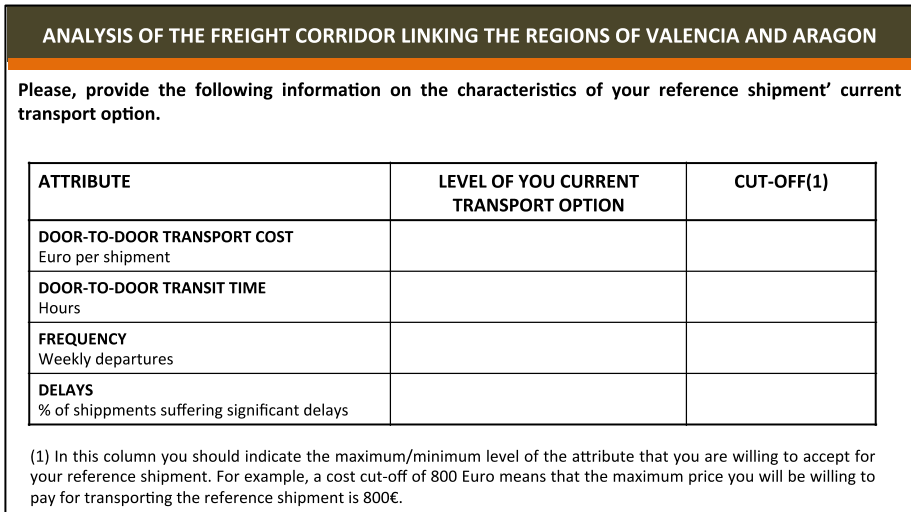 ANALYSIS OF THE FREIGHT CORRIDOR LINKING THE REGIONS OF VALENCIA AND ARAGON
Please, provide the following information on the characteristics of your reference shipment’ current
transport option.
ATTRIBUTE
LEVEL OF YOU CURRENT
TRANSPORT OPTION
CUT-OFF(1)
DOOR-TO-DOOR TRANSPORT COST
Euro per shipment
DOOR-TO-DOOR TRANSIT TIME
Hours
FREQUENCY
Weekly departures
DELAYS
% of shippments suffering significant delays
(1) In this column you should indicate the maximum/minimum level of the attribute that you are willing to accept for
your reference shipment. For example, a cost cut-off of 800 Euro means that the maximum price you will be willing to
pay for transporting the reference shipment is 800€.